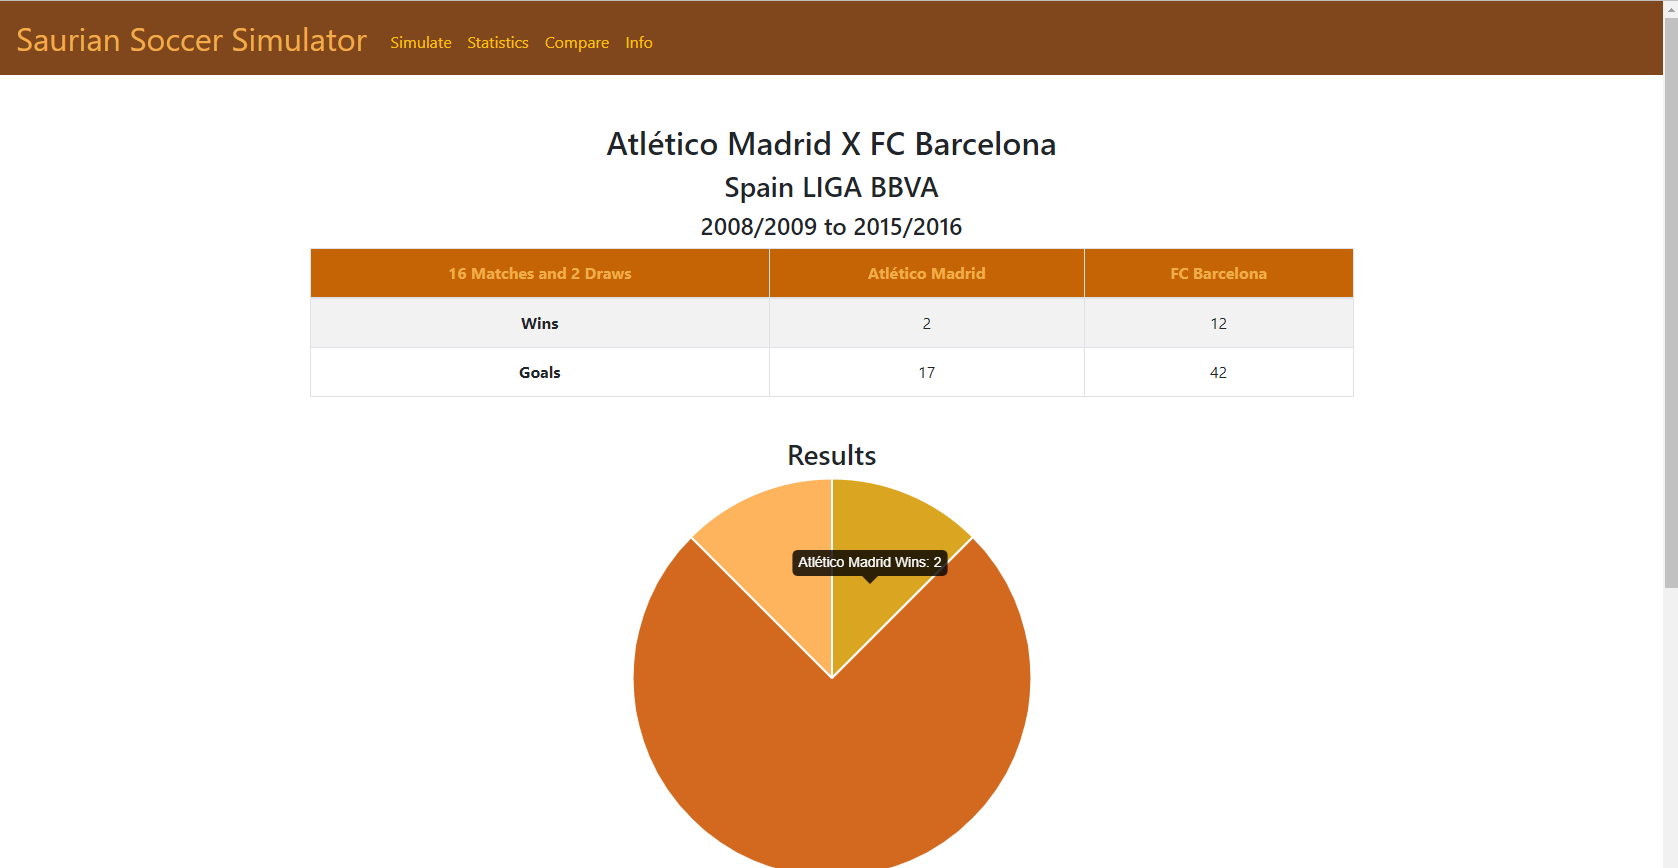 Saurian Soccer Simulator Simulate Statistics Compare Info
Atlético Madrid X FC Barcelona
Spain LIGA BBVA
2008/2009 to 2015/2016
16 Matches and 2 Draws Atlético Madrid FC Barcelona
Wins 2 12
Goals 17 42
Results
Atlético Madrid Wins: 2